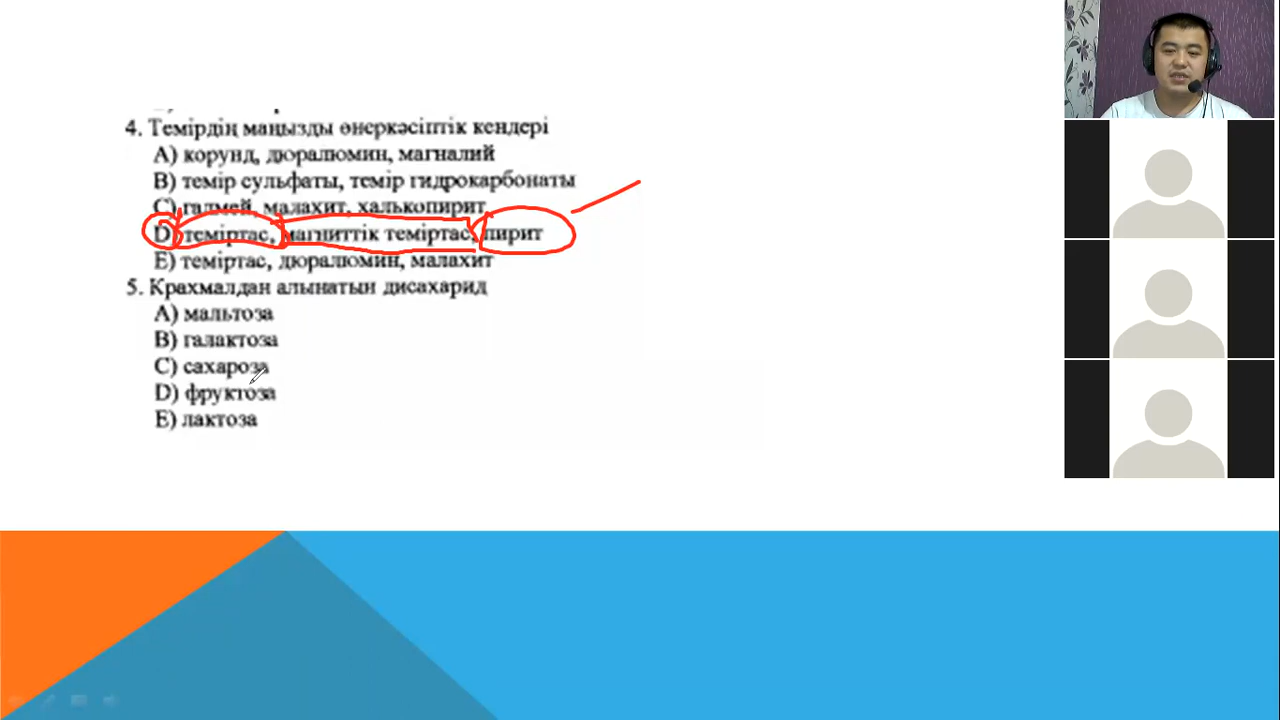 4. Темірдің маңызды өнеркәсіптік кендері
A) корунд, дюралюмин, магналий
B) темір сульфаты, темір гидрокарбонаты
C) галмей, малахит, халькопирит
D) теміртас, магниттік теміртас, пирит
E) теміртас, дюралюмин, малахит
5. Крахмалдан алынатын дисахарид
A) мальтоза
B) галактоза
C) сахароза
D) фруктоза
E) лактоза